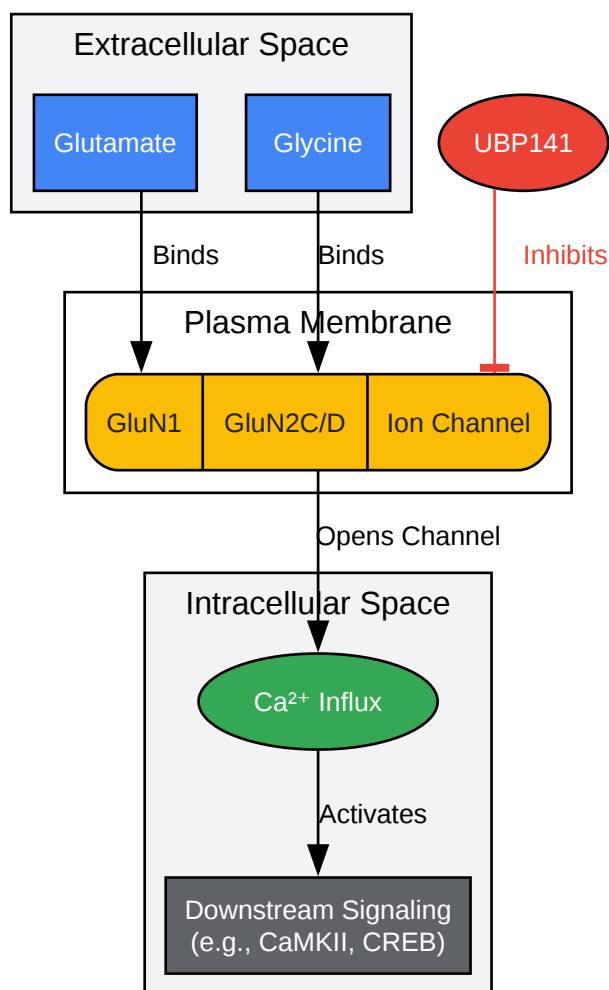 Extracellular Space
Glutamate
Glycine
UBP141
Binds
Binds
Inhibits
Plasma Membrane
GluN1
GluN2C/D
Ion Channel
Opens Channel
Intracellular Space
Ca²⁺ Influx
Activates
Downstream Signaling
(e.g., CaMKII, CREB)